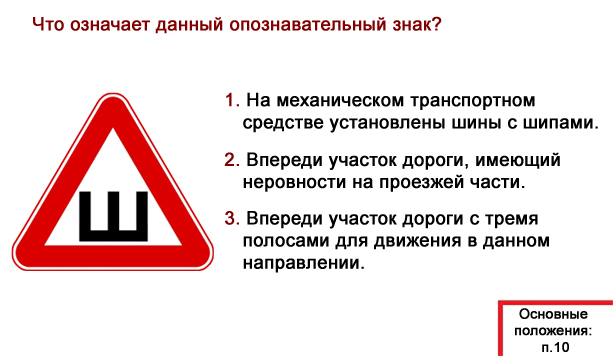 Что означает данный опознавательный знак?
Ш
1. На механическом транспортном
средстве установлены шины с шипами.
2. Впереди участок дороги, имеющий
неровности на проезжей части.
3. Впереди участок дороги с тремя
полосами для движения в данном
направлении.
Основные
положения:
п.10